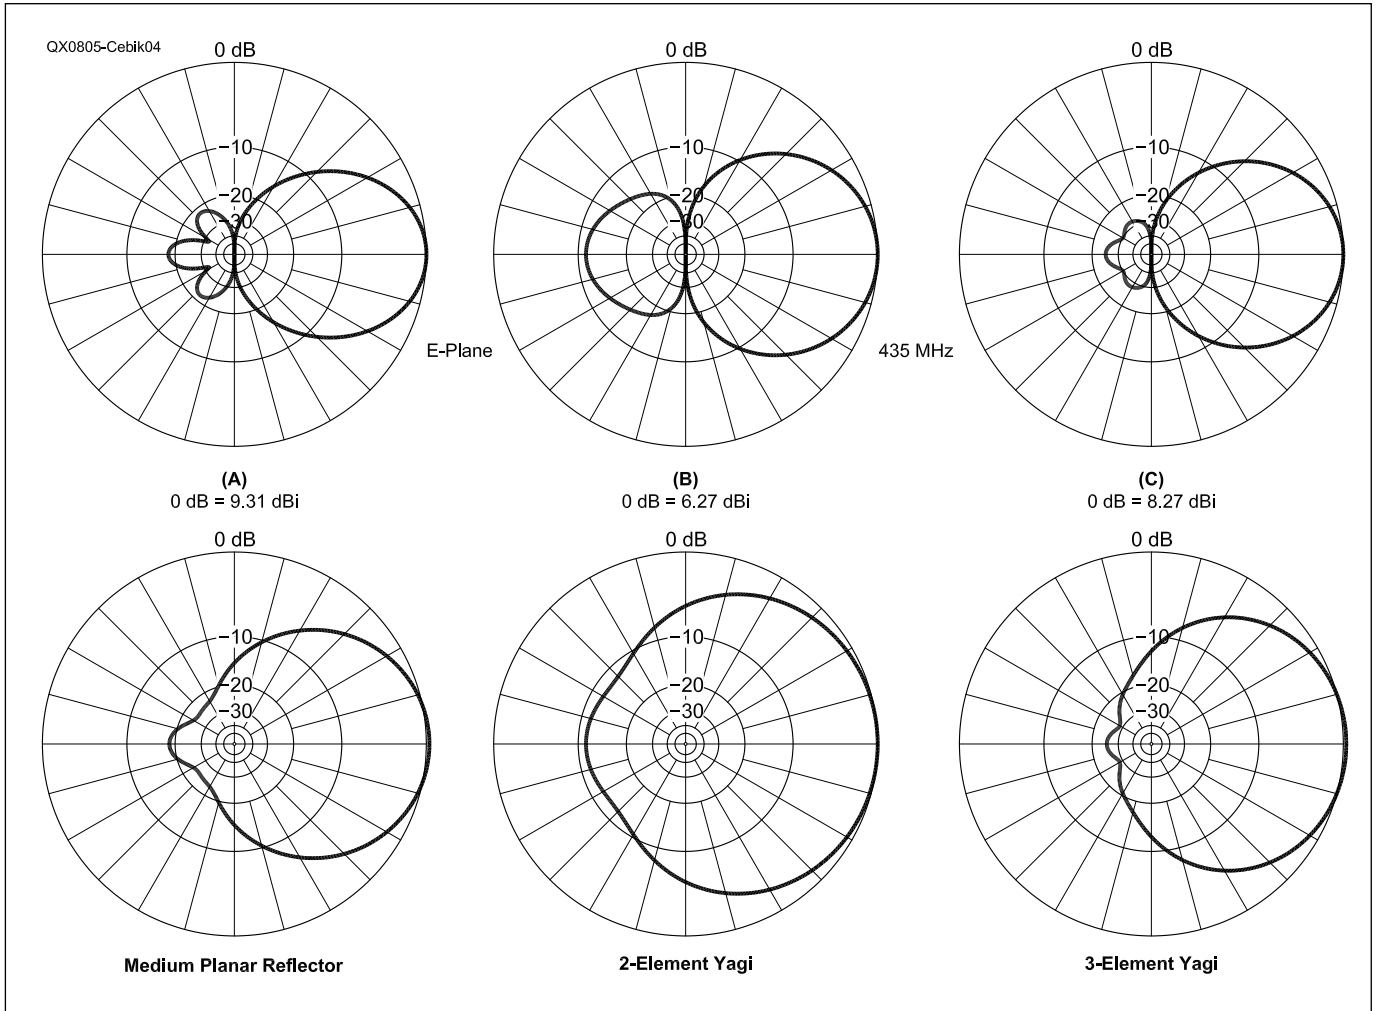 QX0805-Cebik04
0 dB
0 dB
0 dB
−10
−10
−10
−20
−20
−20
−30
−30
−30
E-Plane
435 MHz
(A)
(B)
(C)
0 dB = 9.31 dBi
0 dB = 6.27 dBi
0 dB = 8.27 dBi
0 dB
0 dB
0 dB
−10
−10
−10
−20
−20
−20
−30
−30
−30
Medium Planar Reflector
2-Element Yagi
3-Element Yagi